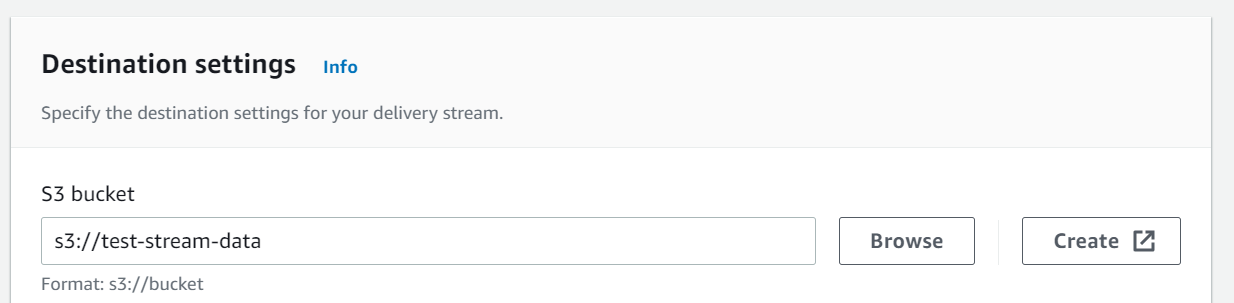 Destination settings Info
Specify the destination settings for your delivery stream.
S3 bucket
s3://test-stream-data Browse Create
Format: s3://bucket